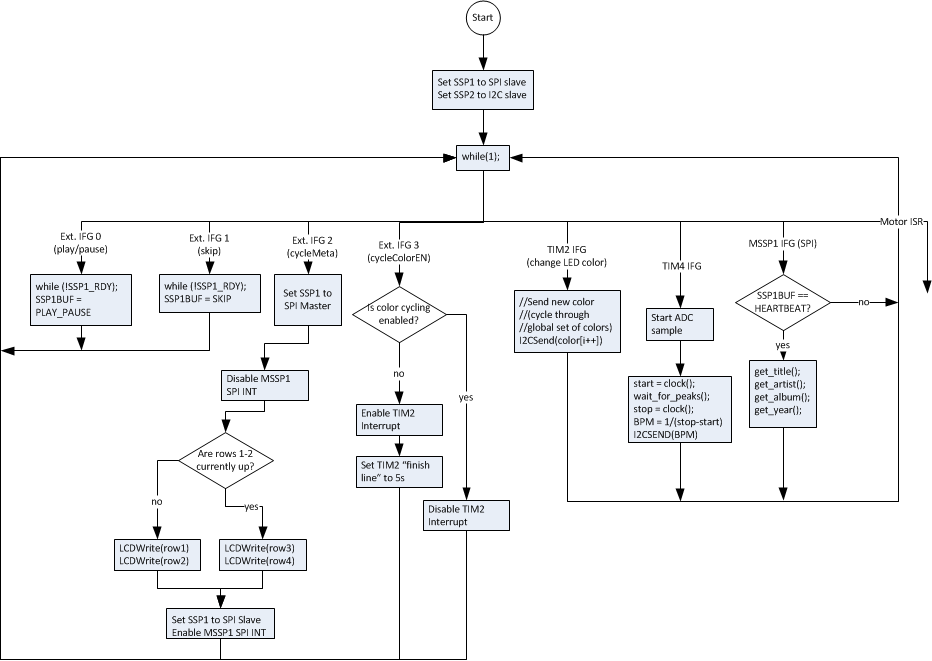 Start
Set SSP1 to SPI slave
Set SSP2 to I2C slave
while(1);
Motor ISR
Ext. IFG 0
(play/pause)
while (!SSP1_RDY);
SSP1BUF =
PLAY_PAUSE
Ext. IFG 1
(skip)
while (!SSP1_RDY);
SSP1BUF = SKIP
Ext. IFG 2
(cycleMeta)
Set SSP1 to
SPI Master
Disable MSSP1
SPI INT
Are rows 1-2
currently up?
no
yes
LCDWrite(row1)
LCDWrite(row2)
LCDWrite(row3)
LCDWrite(row4)
Set SSP1 to SPI Slave
Enable MSSP1 SPI INT
Ext. IFG 3
(cycleColorEN)
Is color cycling
enabled?
no
yes
Enable TIM2
Interrupt
Set TIM2 "finish
line" to 5s
Disable TIM2
Interrupt
TIM2 IFG
(change LED color)
//Send new color
//(cycle through
//global set of colors)
I2CSend(color[i++])
TIM4 IFG
Start ADC
sample
start = clock();
wait_for_peaks();
stop = clock();
BPM = 1/(stop-start)
I2CSEND(BPM)
MSSP1 IFG (SPI)
SSP1BUF ==
HEARTBEAT?
no
yes
get_title();
get_artist();
get_album();
get_year();